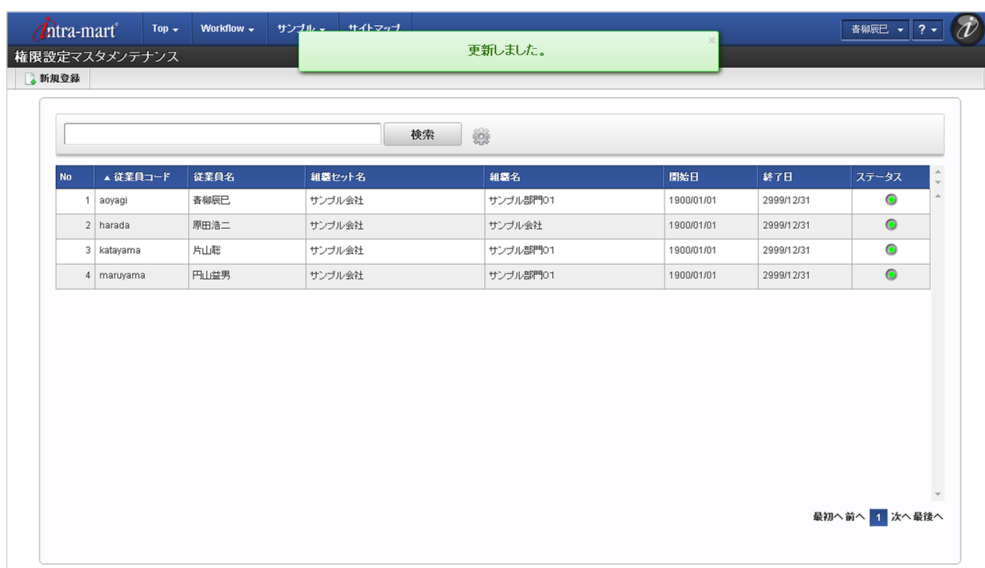 intra-mart Top Workflow サンプル サイトマップ 青柳辰巳 ?
更新しました。
権限設定マスタメンテナンス
新規登録
検索
No ▲ 従業員コード 従業員名 組織セット名 組織名 開始日 終了日 ステータス
1 aoyagi 青柳辰巳 サンプル会社 サンプル部門01 1900/01/01 2999/12/31
2 harada 原田浩二 サンプル会社 サンプル会社 1900/01/01 2999/12/31
3 katayama 片山聡 サンプル会社 サンプル部門01 1900/01/01 2999/12/31
4 maruyama 円山益男 サンプル会社 サンプル部門01 1900/01/01 2999/12/31
最初へ 前へ 1 次へ 最後へ